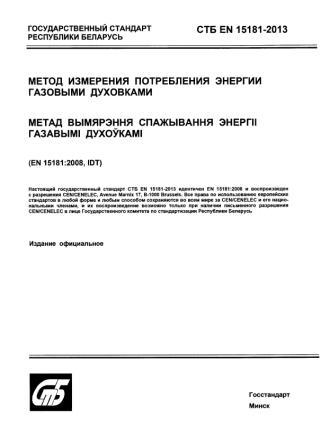 ГОСУДАРСТВЕННЫЙ СТАНДАРТ
РЕСПУБЛИКИ БЕЛАРУСЬ
СТБ EN 15181-2013
МЕТОД ИЗМЕРЕНИЯ ПОТРЕБЛЕНИЯ ЭНЕРГИИ
ГАЗОВЫМИ ДУХОВКАМИ
МЕТАД ВЫМЯРЭННЯ СПАЖЫВАННЯ ЭНЕРГІІ
ГАЗАВЫМІ ДУХОЎКАМІ
(EN 15181:2008, IDT)
Настоящий государственный стандарт СТБ EN 15181-2013 идентичен EN 15181:2008 и воспроизведен
с разрешения CEN/CENELEC, Avenue Marnix 17, B-1000 Brussels. Все права по использованию европейских
стандартов в любой форме и любым способом сохраняются во всем мире за CEN/CENELEC и его нацио-
нальными членами, и их воспроизведение возможно только при наличии письменного разрешения
CEN/CENELEC в лице Государственного комитета по стандартизации Республики Беларусь
Издание официальное
СТБ
Госстандарт
Минск